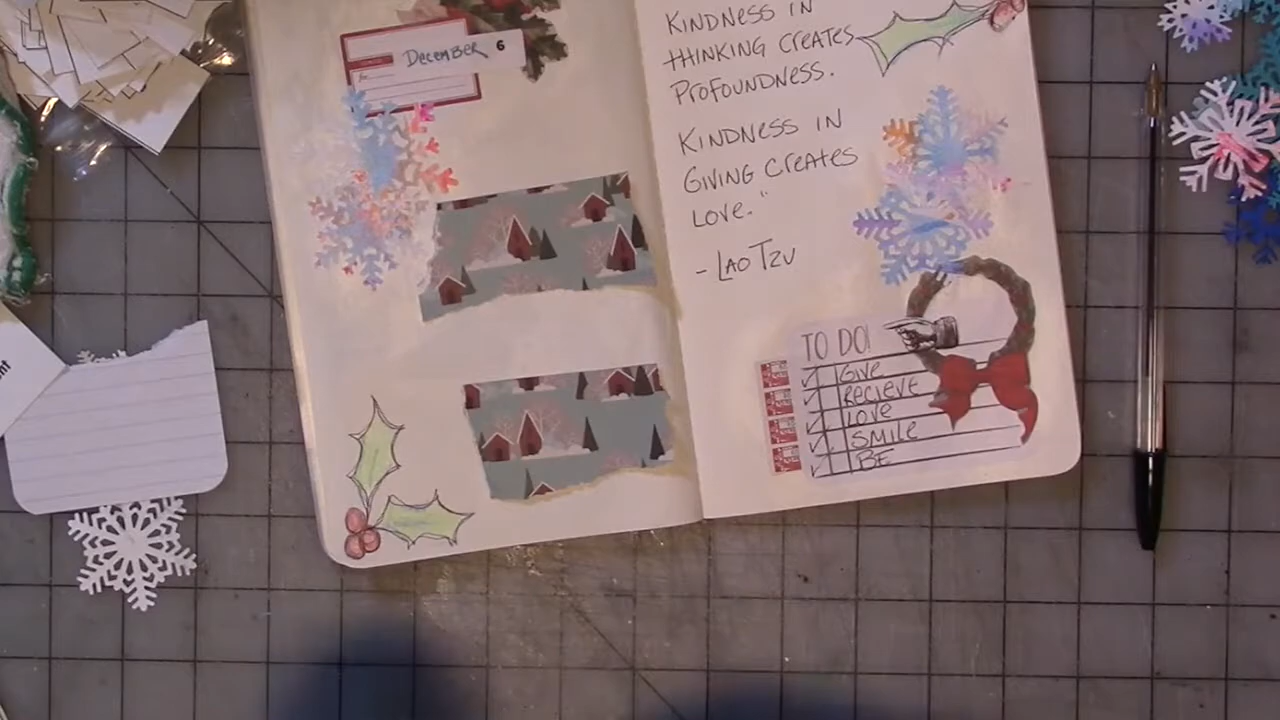 December 6
KINDNESS IN
THINKING CREATES
PROFOUNDNESS.
KINDNESS IN
GIVING CREATES
LOVE."
- LAO TZU
TO DO!
GIVE
RECIEVE
LOVE
SMILE
BE